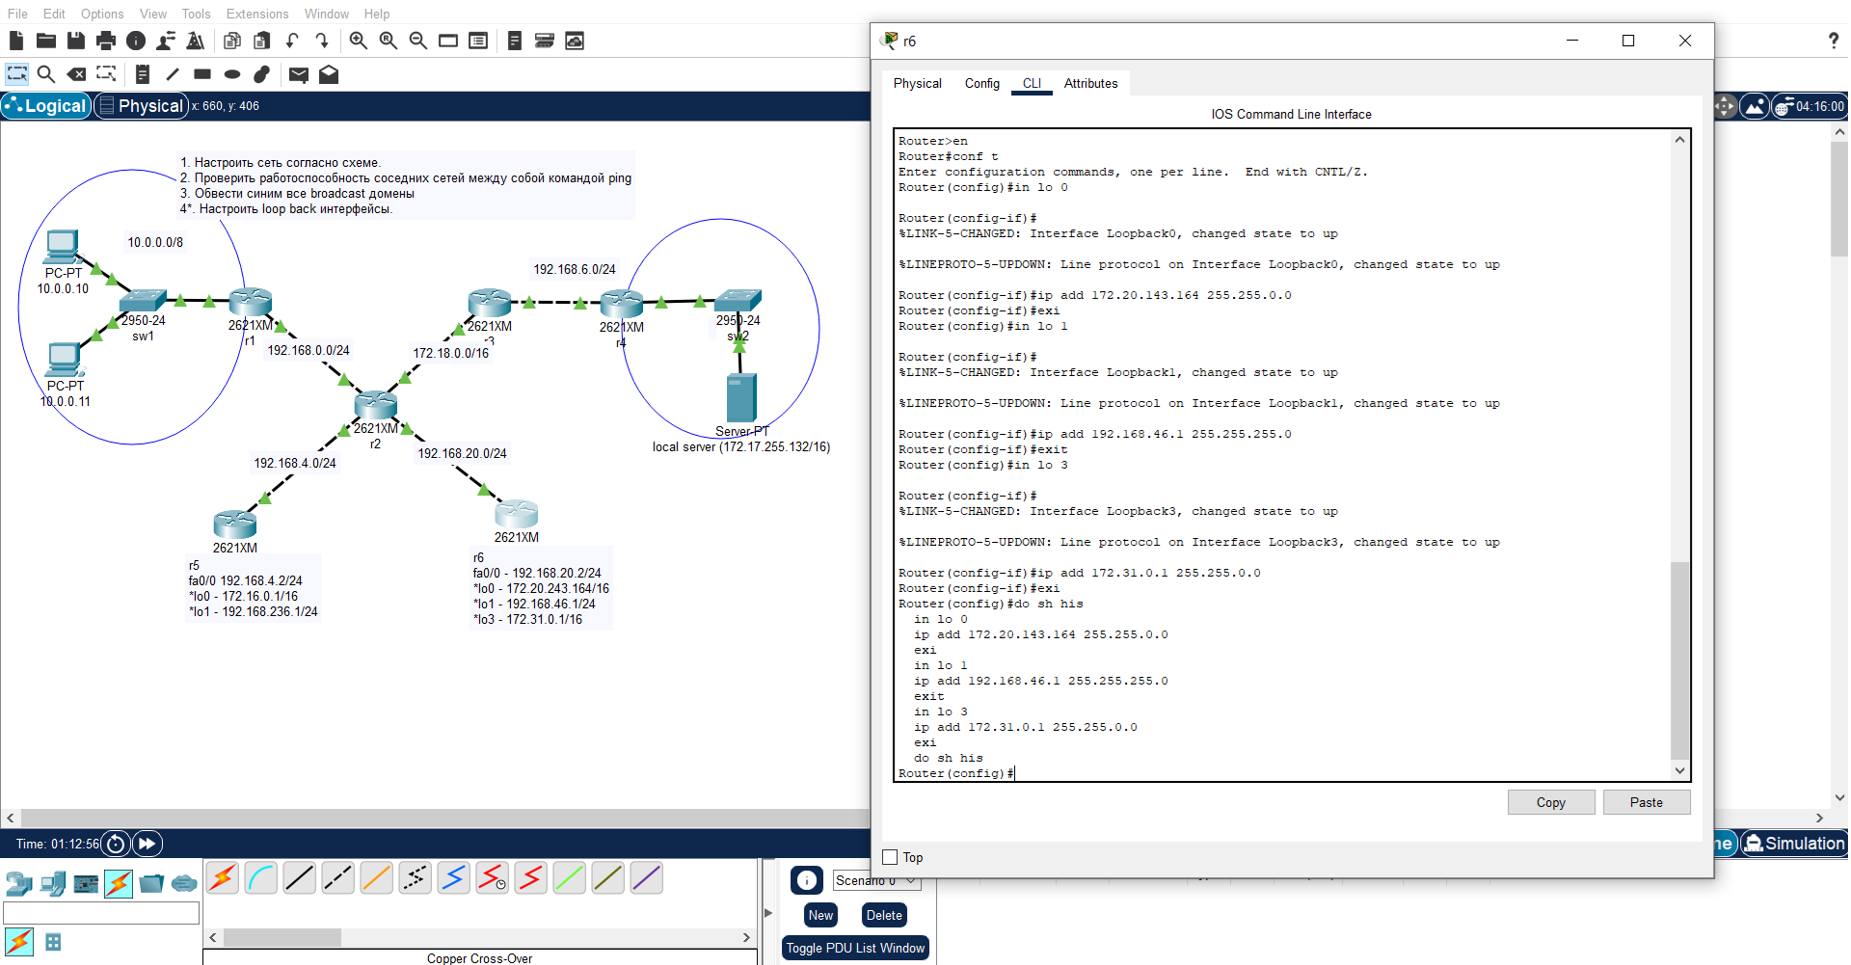 File Edit Options View Tools Extensions Window Help
Logical Physical x: 660, y: 406
04:16:00
1. Настроить сеть согласно схеме.
2. Проверить работоспособность соседних сетей между собой командой ping
3. Обвести синим все broadcast домены
4*. Настроить loop back интерфейсы.
10.0.0.0/8
PC-PT
10.0.0.10
2950-24
sw1
2621XM
r1
PC-PT
10.0.0.11
192.168.0.0/24
192.168.6.0/24
2621XM
r3
2621XM
r4
2950-24
sw2
172.18.0.0/16
2621XM
r2
Server-PT
local server (172.17.255.132/16)
192.168.4.0/24
192.168.20.0/24
2621XM
r5
fa0/0 192.168.4.2/24
*lo0 - 172.16.0.1/16
*lo1 - 192.168.236.1/24
2621XM
r6
fa0/0 - 192.168.20.2/24
*lo0 - 172.20.243.164/16
*lo1 - 192.168.46.1/24
*lo3 - 172.31.0.1/16
r6
Physical Config CLI Attributes
IOS Command Line Interface
Router>en
Router#conf t
Enter configuration commands, one per line. End with CNTL/Z.
Router(config)#in lo 0
Router(config-if)#
%LINK-5-CHANGED: Interface Loopback0, changed state to up
%LINEPROTO-5-UPDOWN: Line protocol on Interface Loopback0, changed state to up
Router(config-if)#ip add 172.20.143.164 255.255.0.0
Router(config-if)#exi
Router(config)#in lo 1
Router(config-if)#
%LINK-5-CHANGED: Interface Loopback1, changed state to up
%LINEPROTO-5-UPDOWN: Line protocol on Interface Loopback1, changed state to up
Router(config-if)#ip add 192.168.46.1 255.255.255.0
Router(config-if)#exit
Router(config)#in lo 3
Router(config-if)#
%LINK-5-CHANGED: Interface Loopback3, changed state to up
%LINEPROTO-5-UPDOWN: Line protocol on Interface Loopback3, changed state to up
Router(config-if)#ip add 172.31.0.1 255.255.0.0
Router(config-if)#exi
Router(config)#do sh his
in lo 0
ip add 172.20.143.164 255.255.0.0
exi
in lo 1
ip add 192.168.46.1 255.255.255.0
exit
in lo 3
ip add 172.31.0.1 255.255.0.0
exi
do sh his
Router(config)#
Copy Paste
Top
Time: 01:12:56
ne Simulation
Scenario 0
New Delete
Toggle PDU List Window
Copper Cross-Over